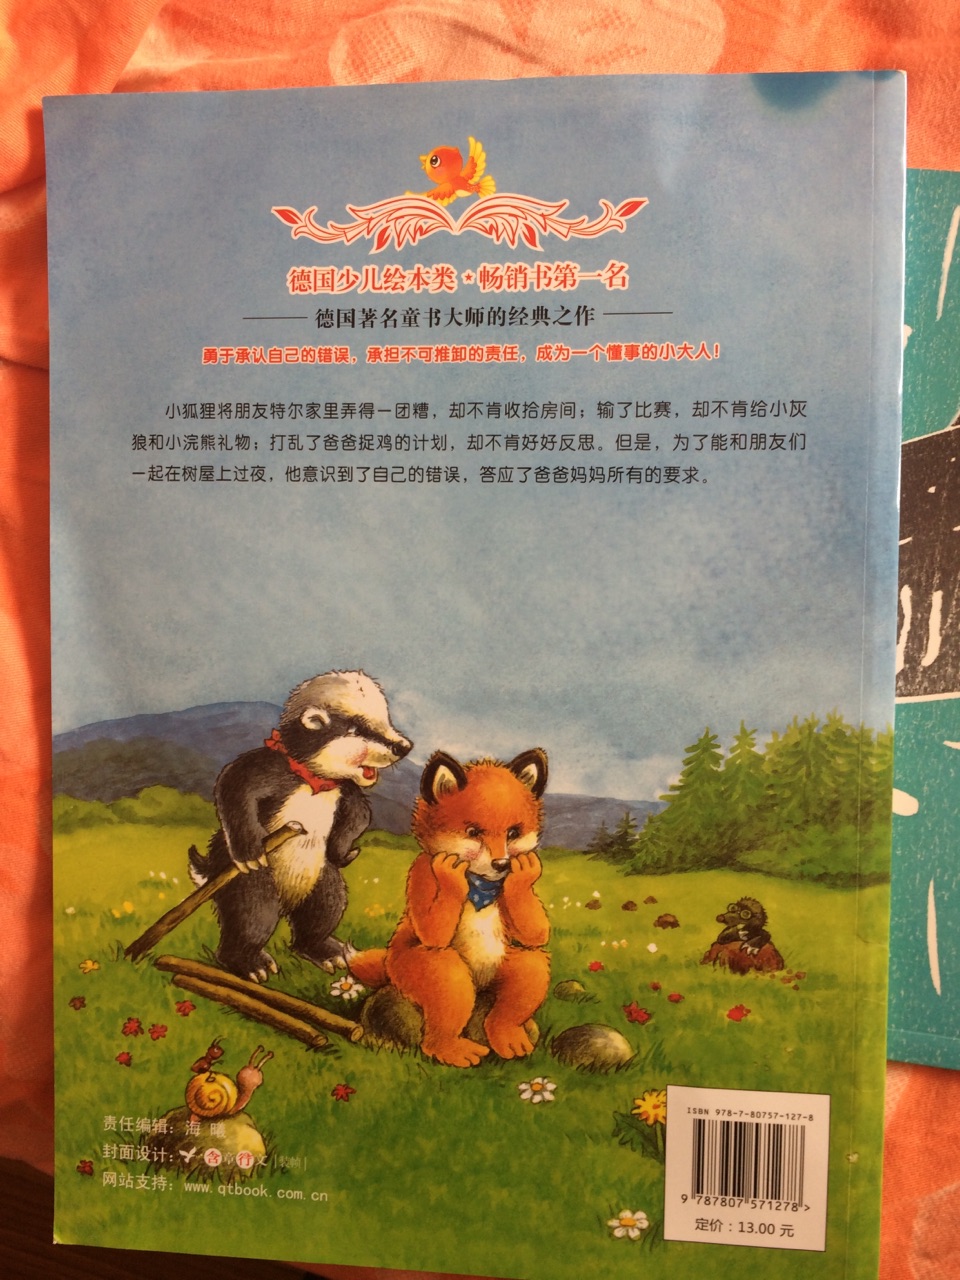 德国少儿绘本类★畅销书第一名
德国著名童书大师的经典之作
勇于承认自己的错误，承担不可推卸的责任，成为一个懂事的小大人！
小狐狸将朋友特尔家里弄得一团糟，却不肯收拾房间；输了比赛，却不肯给小灰
狼和小浣熊礼物；打乱了爸爸捉鸡的计划，却不肯好好反思。但是，为了能和朋友们
一起在树屋上过夜，他意识到了自己的错误，答应了爸爸妈妈所有的要求。
责任编辑：海 曦
封面设计：含章行文|装帧|
网站支持：www.qtbook.com.cn
ISBN 978-7-80757-127-8
9 787807 571278 >
定价：13.00 元